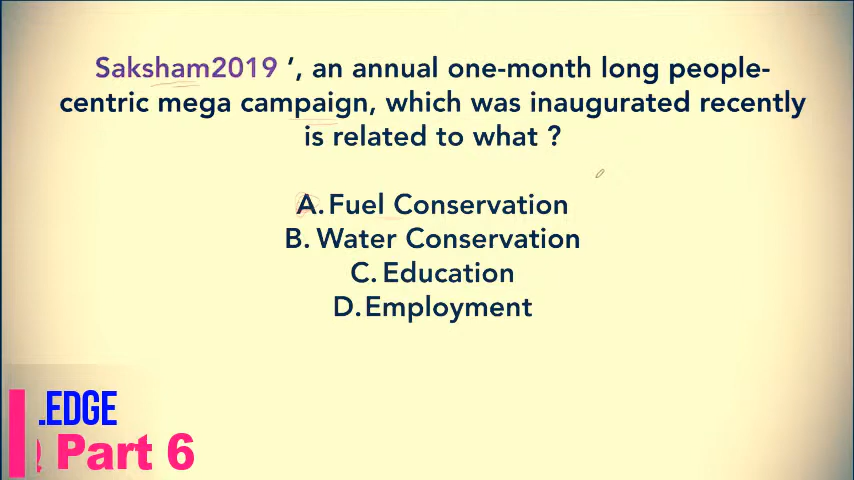 Saksham2019 ’, an annual one-month long people-
centric mega campaign, which was inaugurated recently
is related to what ?
A. Fuel Conservation
B. Water Conservation
C. Education
D. Employment
.EDGE
Part 6